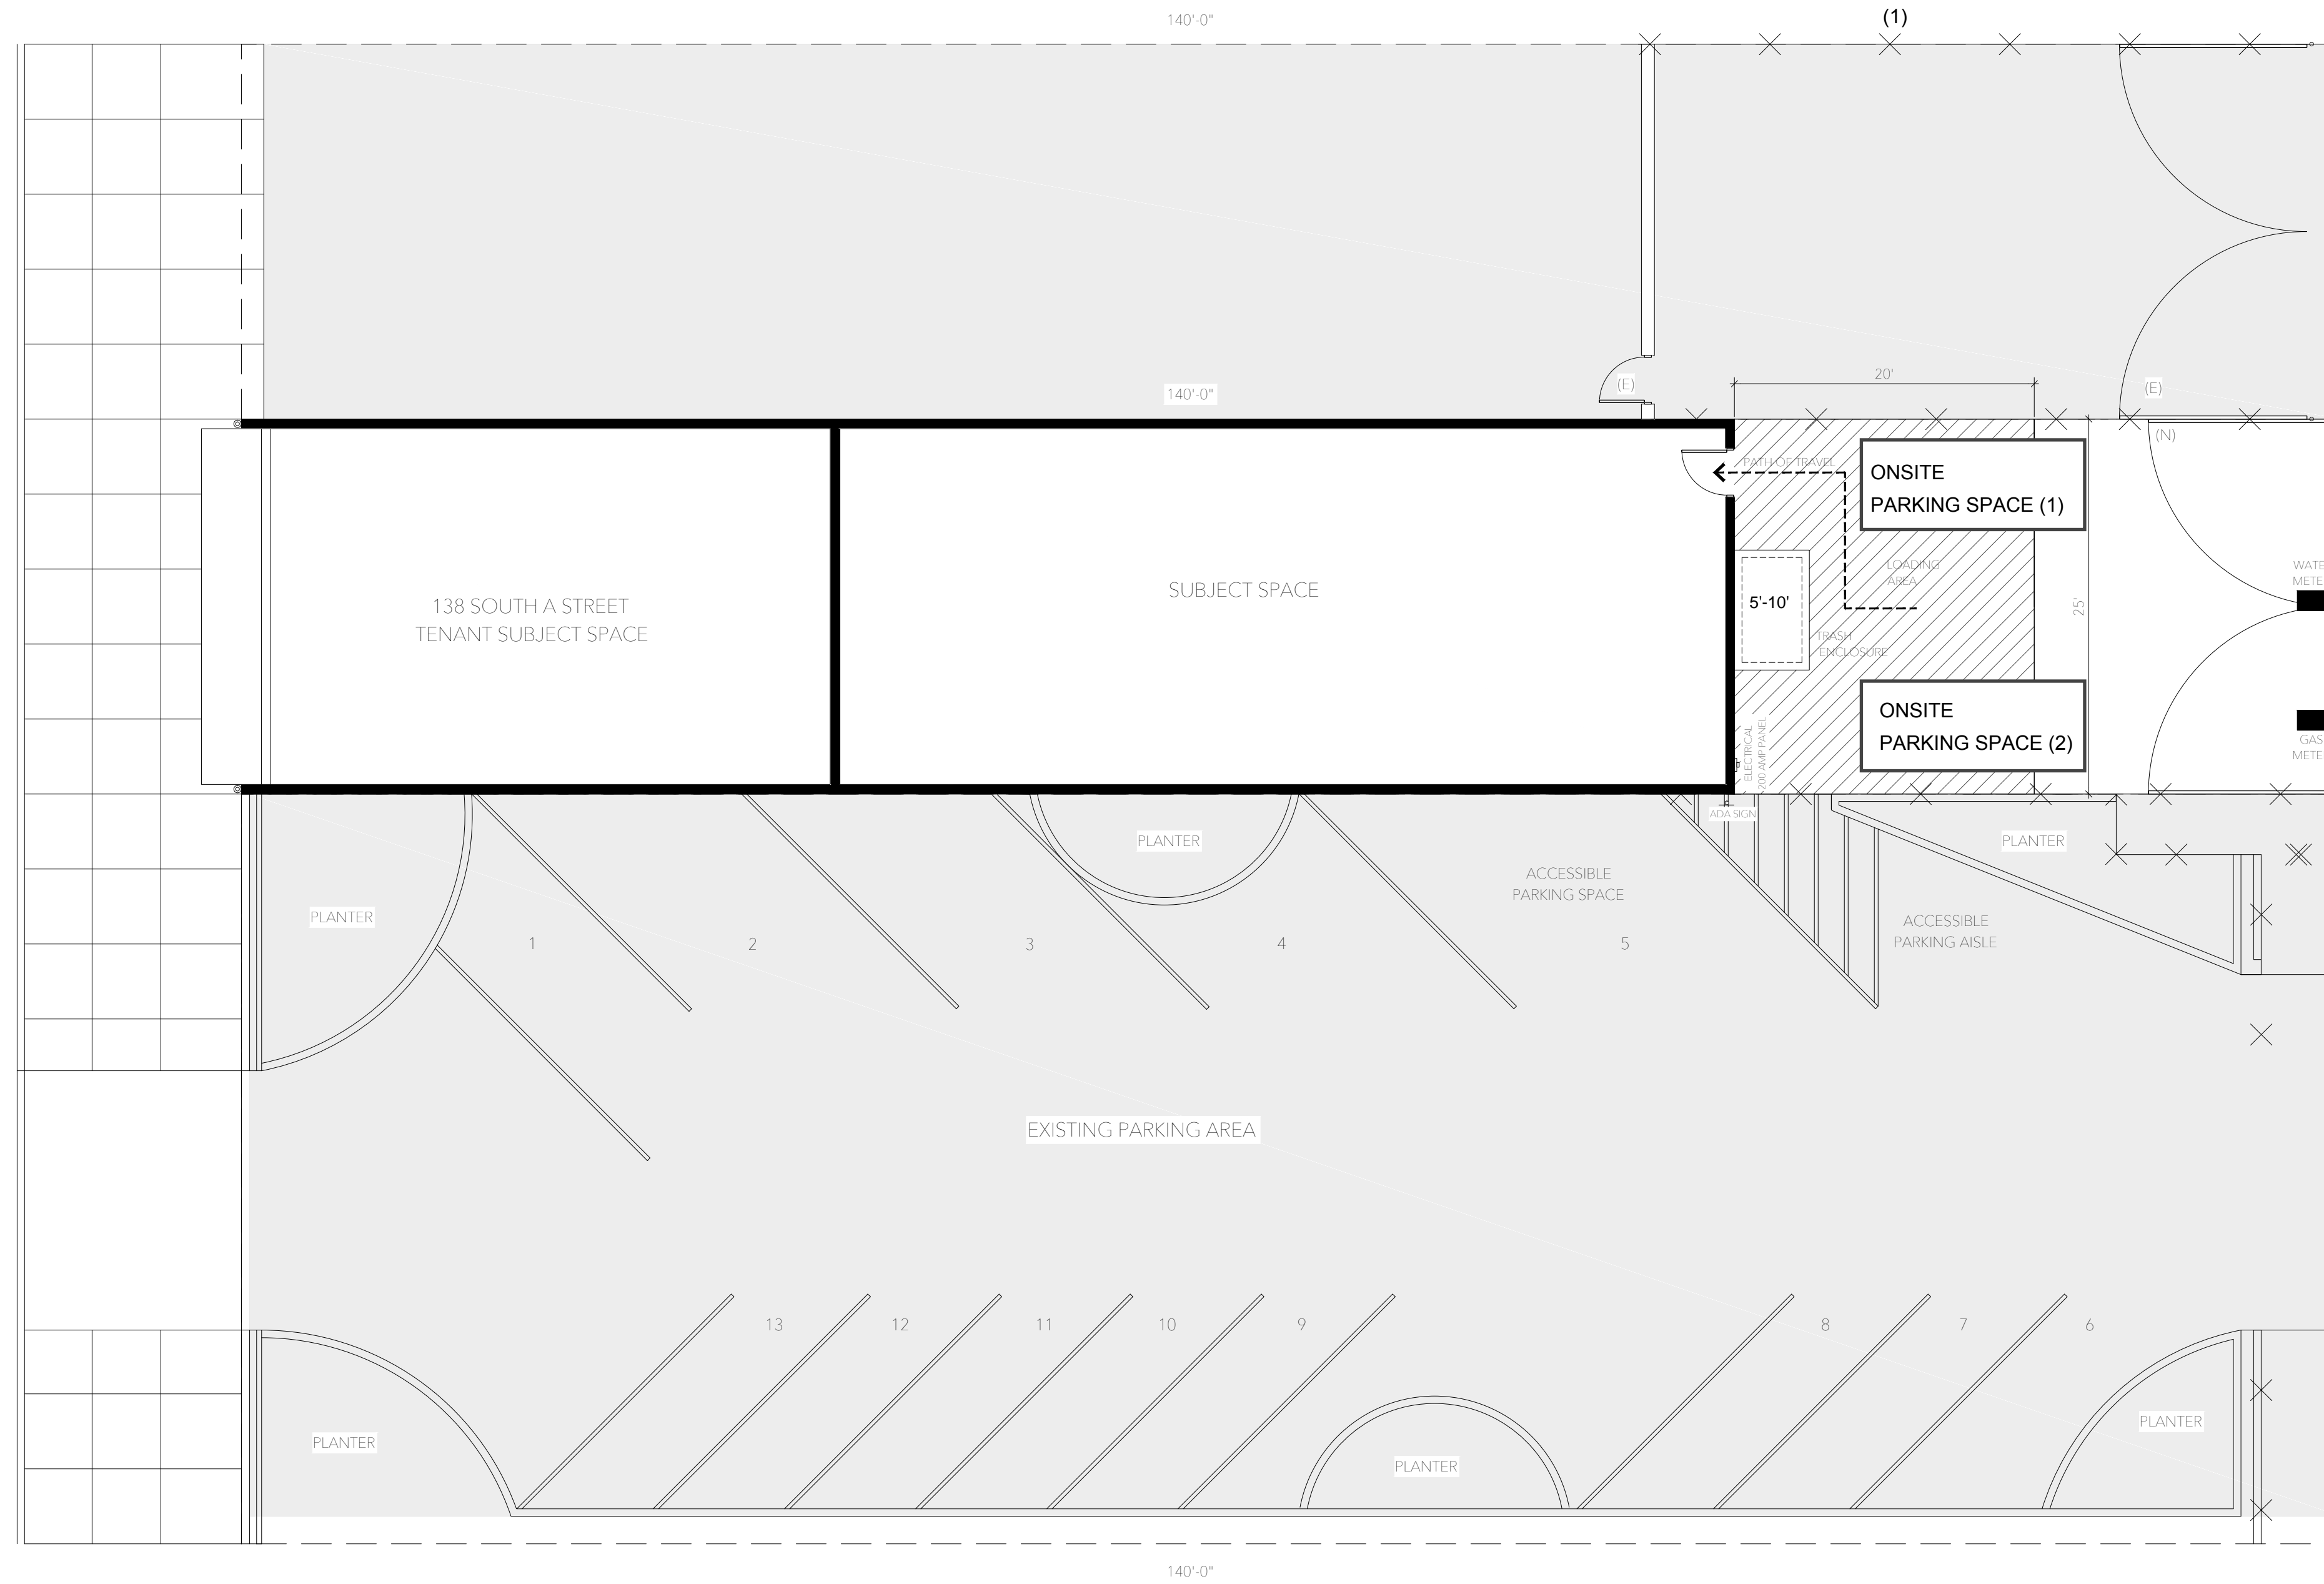 140'-0"
(1)
20'
(E)
140'-0"
(E)
(N)
PATH OF TRAVEL
ONSITE
PARKING SPACE (1)
LOADING
AREA
138 SOUTH A STREET
TENANT SUBJECT SPACE
SUBJECT SPACE
5'-10'
25'
TRASH
ENCLOSURE
ONSITE
PARKING SPACE (2)
ELECTRICAL
200 AMP PANEL
GAS
ADA SIGN
PLANTER
PLANTER
ACCESSIBLE
PARKING SPACE
PLANTER
ACCESSIBLE
PARKING AISLE
1
2
3
4
5
EXISTING PARKING AREA
13
12
11
10
9
8
7
6
PLANTER
PLANTER
PLANTER
140'-0"